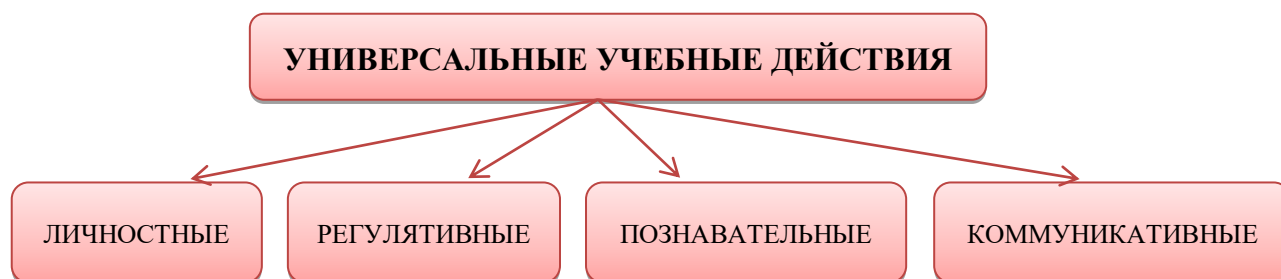 УНИВЕРСАЛЬНЫЕ УЧЕБНЫЕ ДЕЙСТВИЯ
ЛИЧНОСТНЫЕ
РЕГУЛЯТИВНЫЕ
ПОЗНАВАТЕЛЬНЫЕ
КОММУНИКАТИВНЫЕ